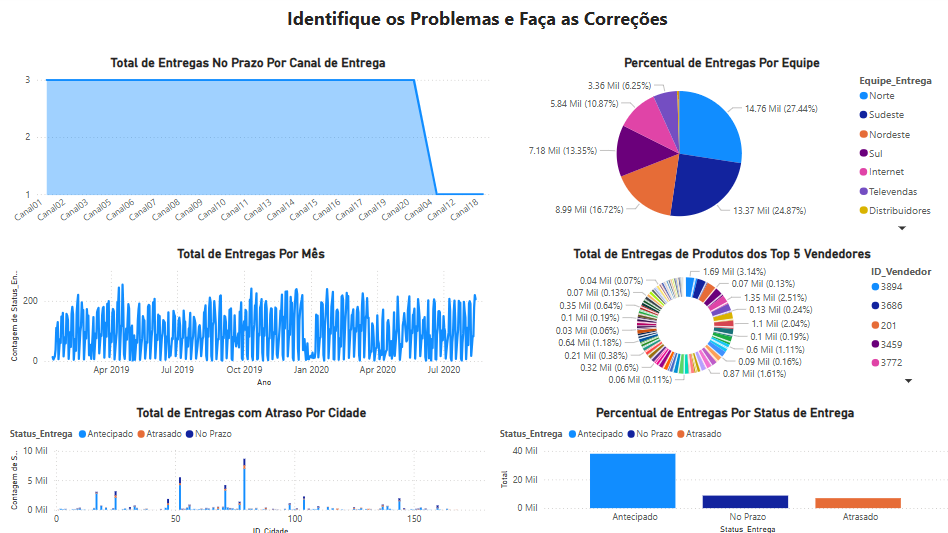 Identifique os Problemas e Faça as Correções
Total de Entregas No Prazo Por Canal de Entrega
3
2
1
Canal01
Canal02
Canal03
Canal05
Canal06
Canal07
Canal08
Canal09
Canal10
Canal11
Canal12
Canal13
Canal14
Canal15
Canal16
Canal17
Canal20
Canal04
Canal18
Percentual de Entregas Por Equipe
3.36 Mil (6.25%)
5.84 Mil (10.87%)
7.18 Mil (13.35%)
8.99 Mil (16.72%)
14.76 Mil (27.44%)
13.37 Mil (24.87%)
Equipe_Entrega
Norte
Sudeste
Nordeste
Sul
Internet
Televendas
Distribuidores
Total de Entregas Por Mês
Contagem de Status_En...
200
0
Apr 2019
Jul 2019
Oct 2019
Jan 2020
Apr 2020
Jul 2020
Ano
Total de Entregas de Produtos dos Top 5 Vendedores
0.04 Mil (0.07%)
0.07 Mil (0.13%)
0.35 Mil (0.64%)
0.1 Mil (0.19%)
0.03 Mil (0.06%)
0.64 Mil (1.18%)
0.21 Mil (0.38%)
0.32 Mil (0.6%)
0.06 Mil (0.11%)
1.69 Mil (3.14%)
0.07 Mil (0.13%)
1.35 Mil (2.51%)
0.13 Mil (0.24%)
1.1 Mil (2.04%)
0.1 Mil (0.19%)
0.6 Mil (1.11%)
0.09 Mil (0.16%)
0.87 Mil (1.61%)
ID_Vendedor
3894
3686
201
3459
3772
Total de Entregas com Atraso Por Cidade
Status_Entrega Antecipado Atrasado No Prazo
Contagem de S...
10 Mil
5 Mil
0 Mil
0
50
100
150
ID_Cidade
Percentual de Entregas Por Status de Entrega
Status_Entrega Antecipado No Prazo Atrasado
Total
40 Mil
20 Mil
0 Mil
Antecipado
No Prazo
Atrasado
Status_Entrega